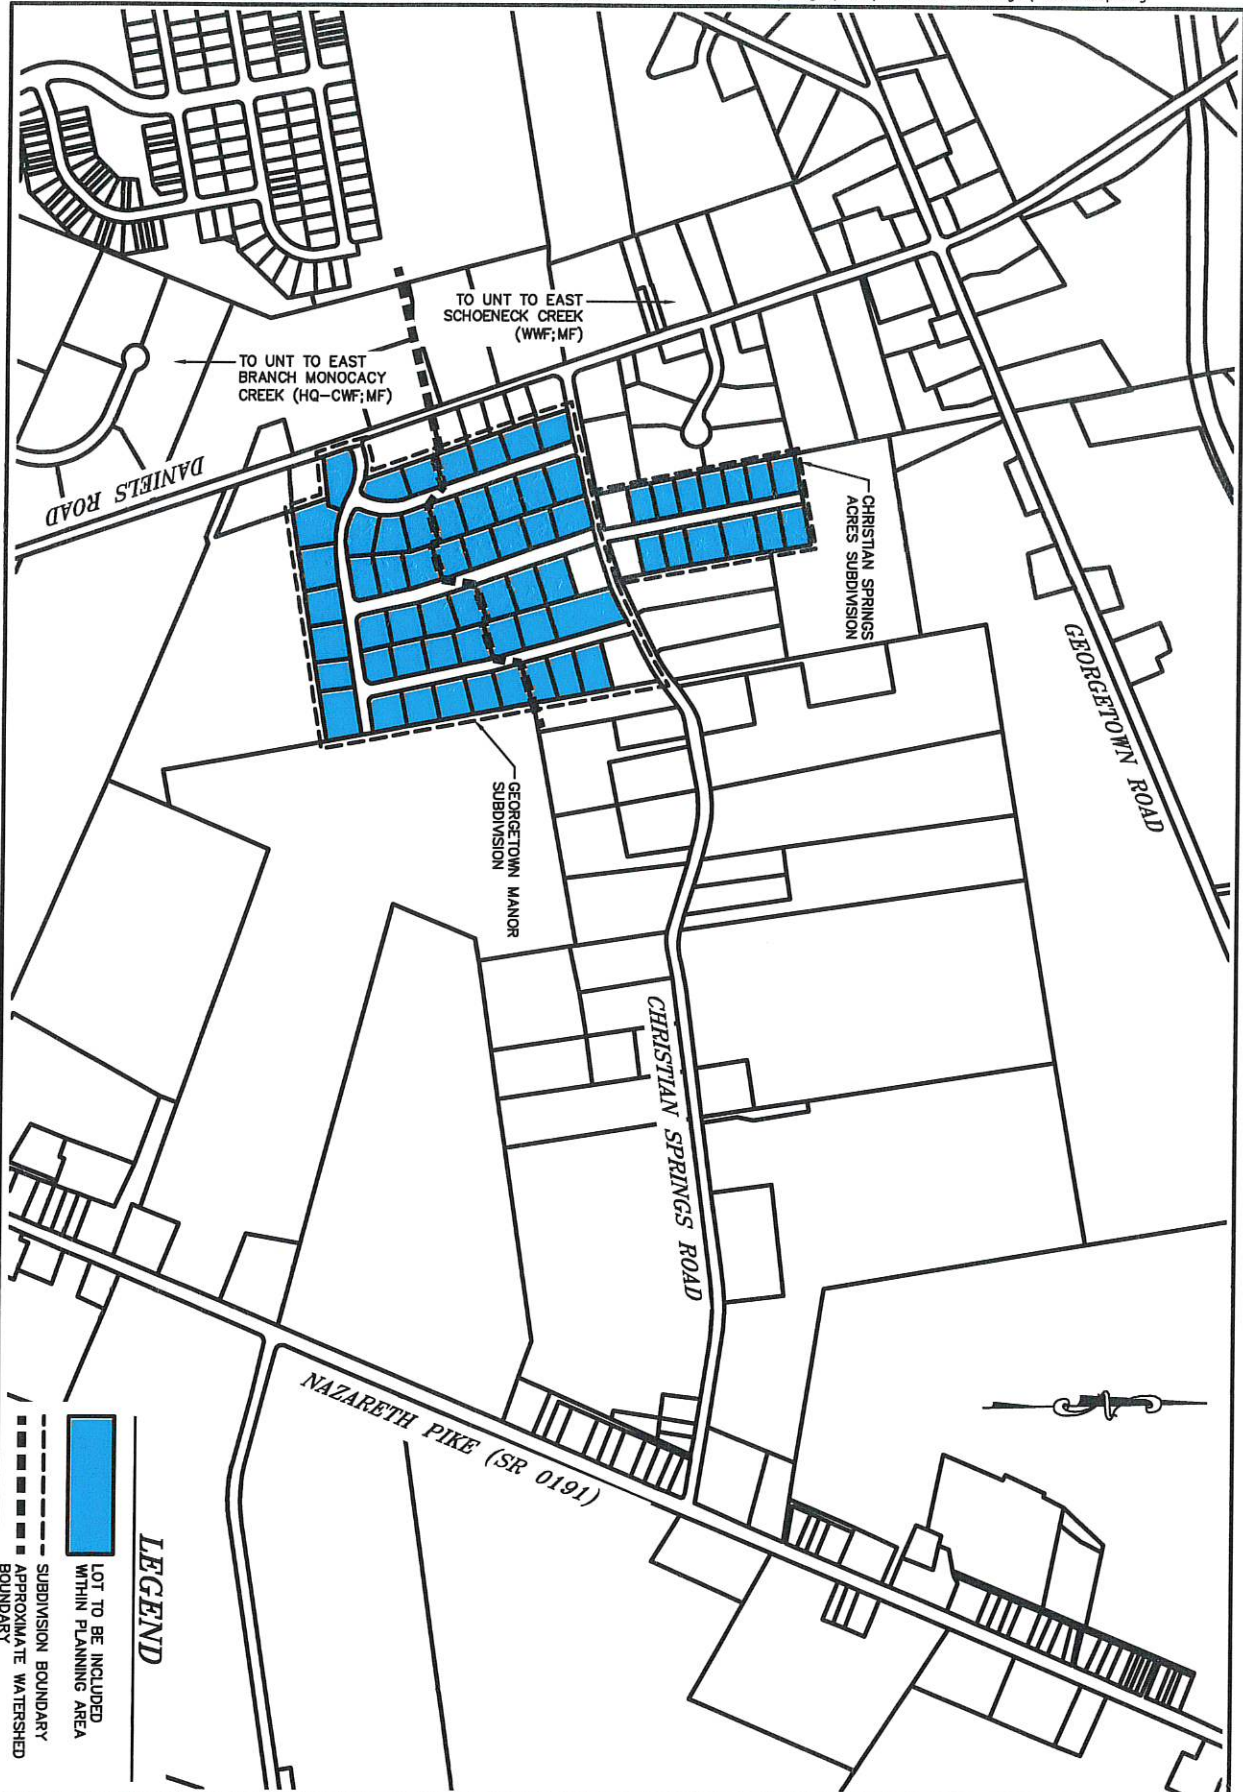 TO UNT TO EAST
SCHOENECK CREEK
(WWF;MF)
TO UNT TO EAST
BRANCH MONOCACY
CREEK (HQ-CWF;MF)
DANIELS ROAD
CHRISTIAN SPRINGS
ACRES SUBDIVISION
GEORGETOWN ROAD
GEORGETOWN MANOR
SUBDIVISION
CHRISTIAN SPRINGS ROAD
NAZARETH PIKE (SR 0191)
LEGEND
LOT TO BE INCLUDED
WITHIN PLANNING AREA
SUBDIVISION BOUNDARY
APPROXIMATE WATERSHED
BOUNDARY